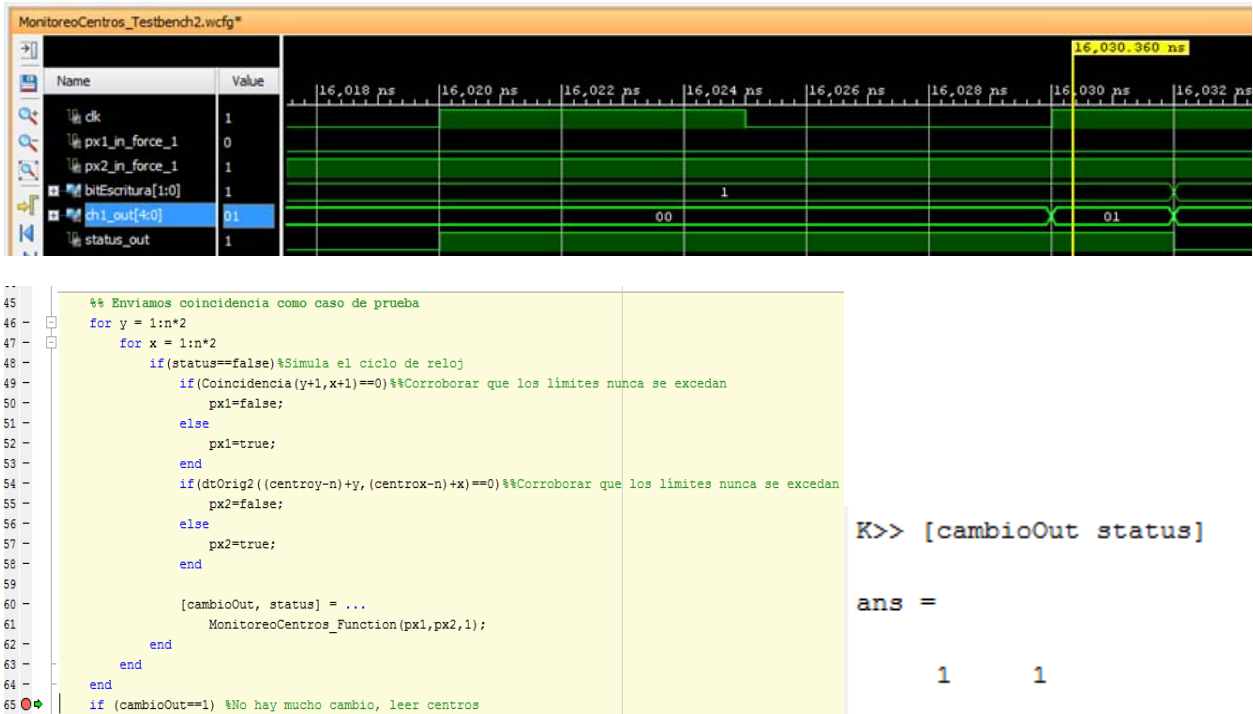 MonitoreoCentros_Testbench2.wcfg*
16,030.360 ns
Name Value
16,018 ns 16,020 ns 16,022 ns 16,024 ns 16,026 ns 16,028 ns 16,030 ns 16,032 ns
clk 1
px1_in_force_1 0
px2_in_force_1 1
bitEscritura[1:0] 1 1
ch1_out[4:0] 01 00 01
status_out 1
45 %% Enviamos coincidencia como caso de prueba
46 - for y = 1:n*2
47 - for x = 1:n*2
48 - if(status==false)%Simula el ciclo de reloj
49 - if(Coincidencia(y+1,x+1)==0)%%Corroborar que los límites nunca se excedan
50 - px1=false;
51 - else
52 - px1=true;
53 - end
54 - if(dtOrig2((centroy-n)+y,(centrox-n)+x)==0)%%Corroborar que los límites nunca se excedan
55 - px2=false;
56 - else
57 - px2=true;
58 - end
59
60 - [cambioOut, status] = ...
61 MonitoreoCentros_Function(px1,px2,1);
62 - end
63 - end
64 - end
65 if (cambioOut==1) %No hay mucho cambio, leer centros
K>> [cambioOut status]
ans =
1 1